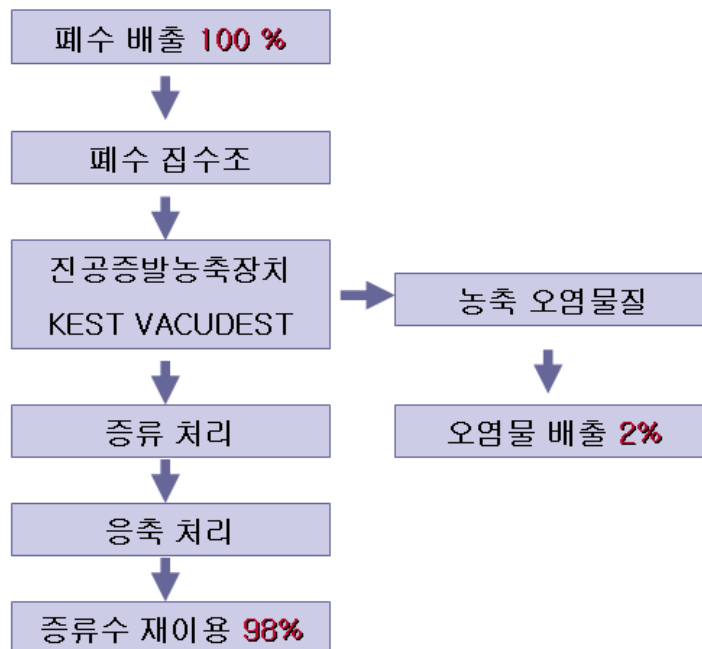 폐수 배출 100 %
폐수 집수조
진공증발농축장치
KEST VACUDEST
농축 오염물질
증류 처리
오염물 배출 2%
응축 처리
증류수 재이용 98%